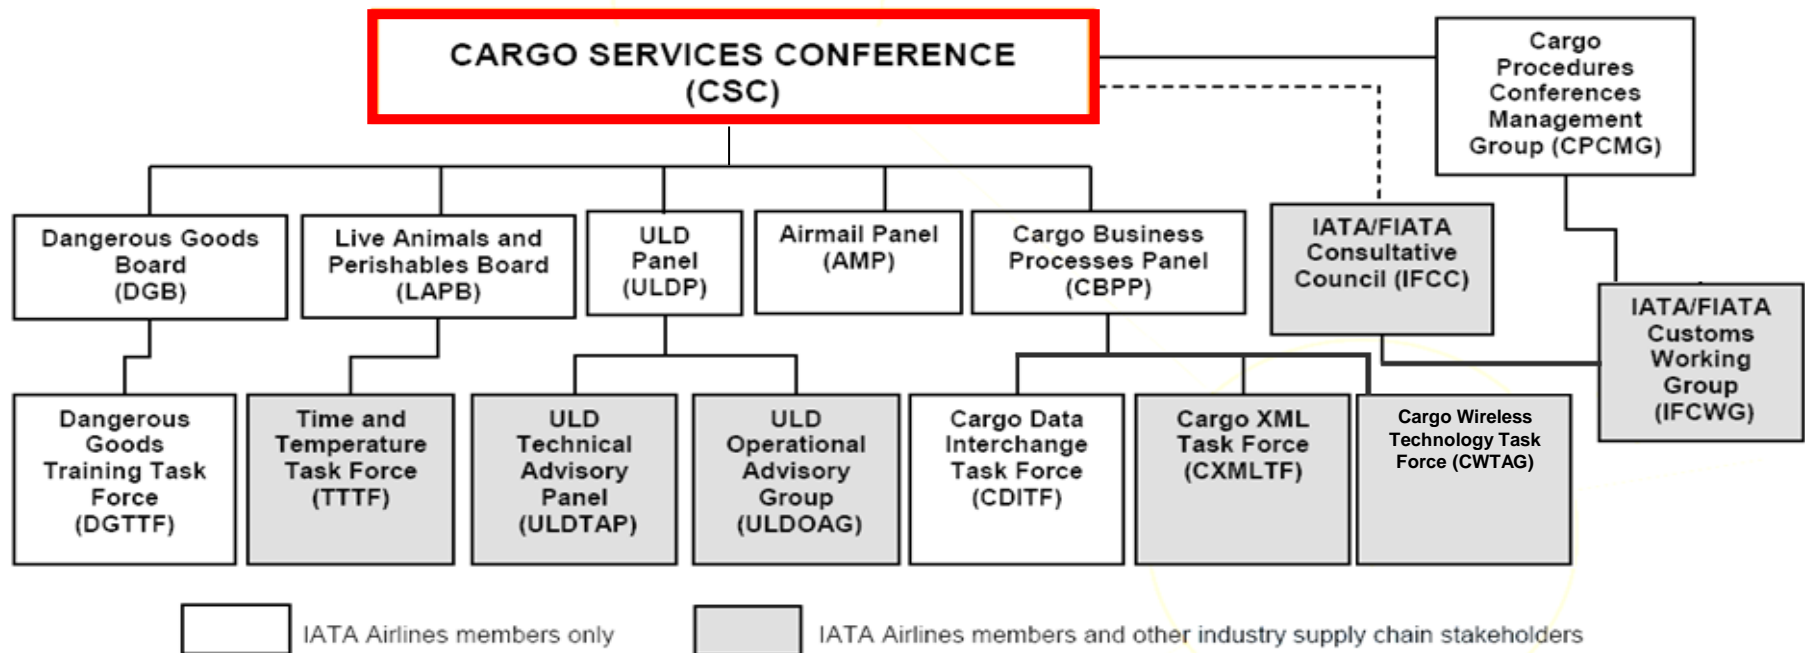 CARGO SERVICES CONFERENCE
(CSC)
Cargo
Procedures
Conferences
Management
Group (CPCMG)
Dangerous Goods
Board
(DGB)
Live Animals and
Perishables Board
(LAPB)
ULD
Panel
(ULDP)
Airmail Panel
(AMP)
Cargo Business
Processes Panel
(CBPP)
IATA/FIATA
Consultative
Council (IFCC)
IATA/FIATA
Customs
Working
Group
(IFCWG)
Dangerous
Goods
Training Task
Force
(DGTTF)
Time and
Temperature
Task Force
(TTTF)
ULD
Technical
Advisory
Panel
(ULDTAP)
ULD
Operational
Advisory
Group
(ULDOAG)
Cargo Data
Interchange
Task Force
(CDITF)
Cargo XML
Task Force
(CXMLTF)
Cargo Wireless
Technology Task
Force (CWTAG)
IATA Airlines members only
IATA Airlines members and other industry supply chain stakeholders